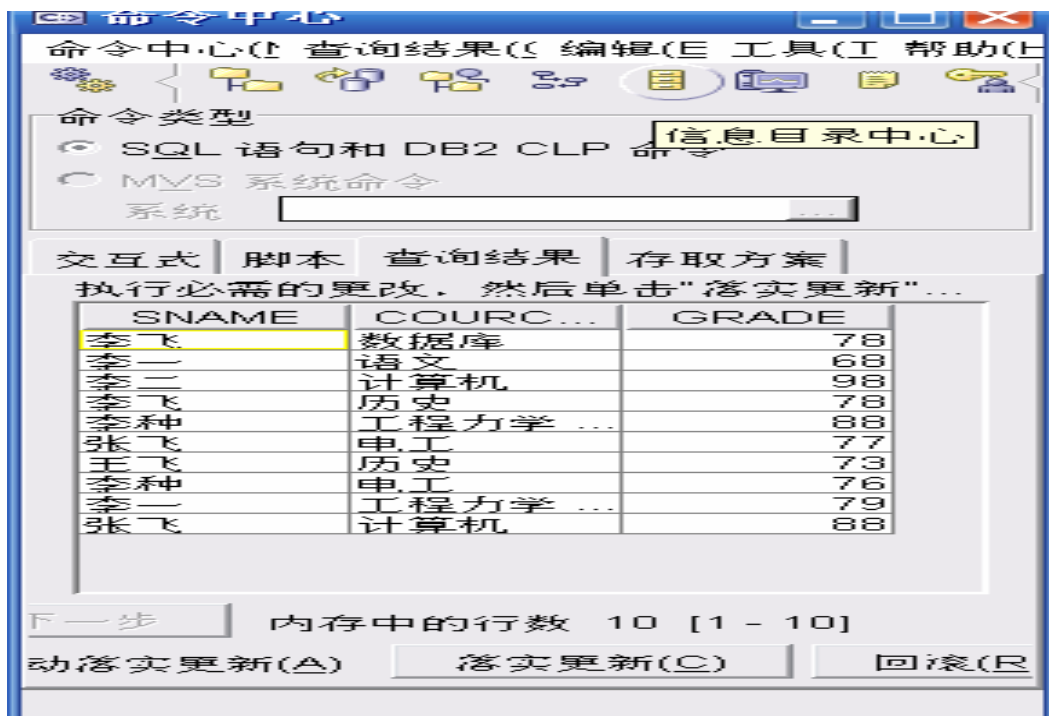 命令中心
命令中心( 查询结果( 编辑(E 工具(T 帮助(H
命令类型
信息目录中心
SQL 语句和 DB2 CLP 命令
MVS 系统命令
系统 ...
交互式 脚本 查询结果 存取方案
执行必需的更改，然后单击"落实更新"...
SNAME COURC... GRADE
李飞 数据库 78
李一 语文 68
李二 计算机 98
李飞 历史 78
李种 工程力学 ... 88
张飞 电工 77
王飞 历史 73
李种 电工 76
李一 工程力学 ... 79
张飞 计算机 88
下一步 内存中的行数 10 [1 - 10]
动落实更新(A) 落实更新(C) 回滚(R